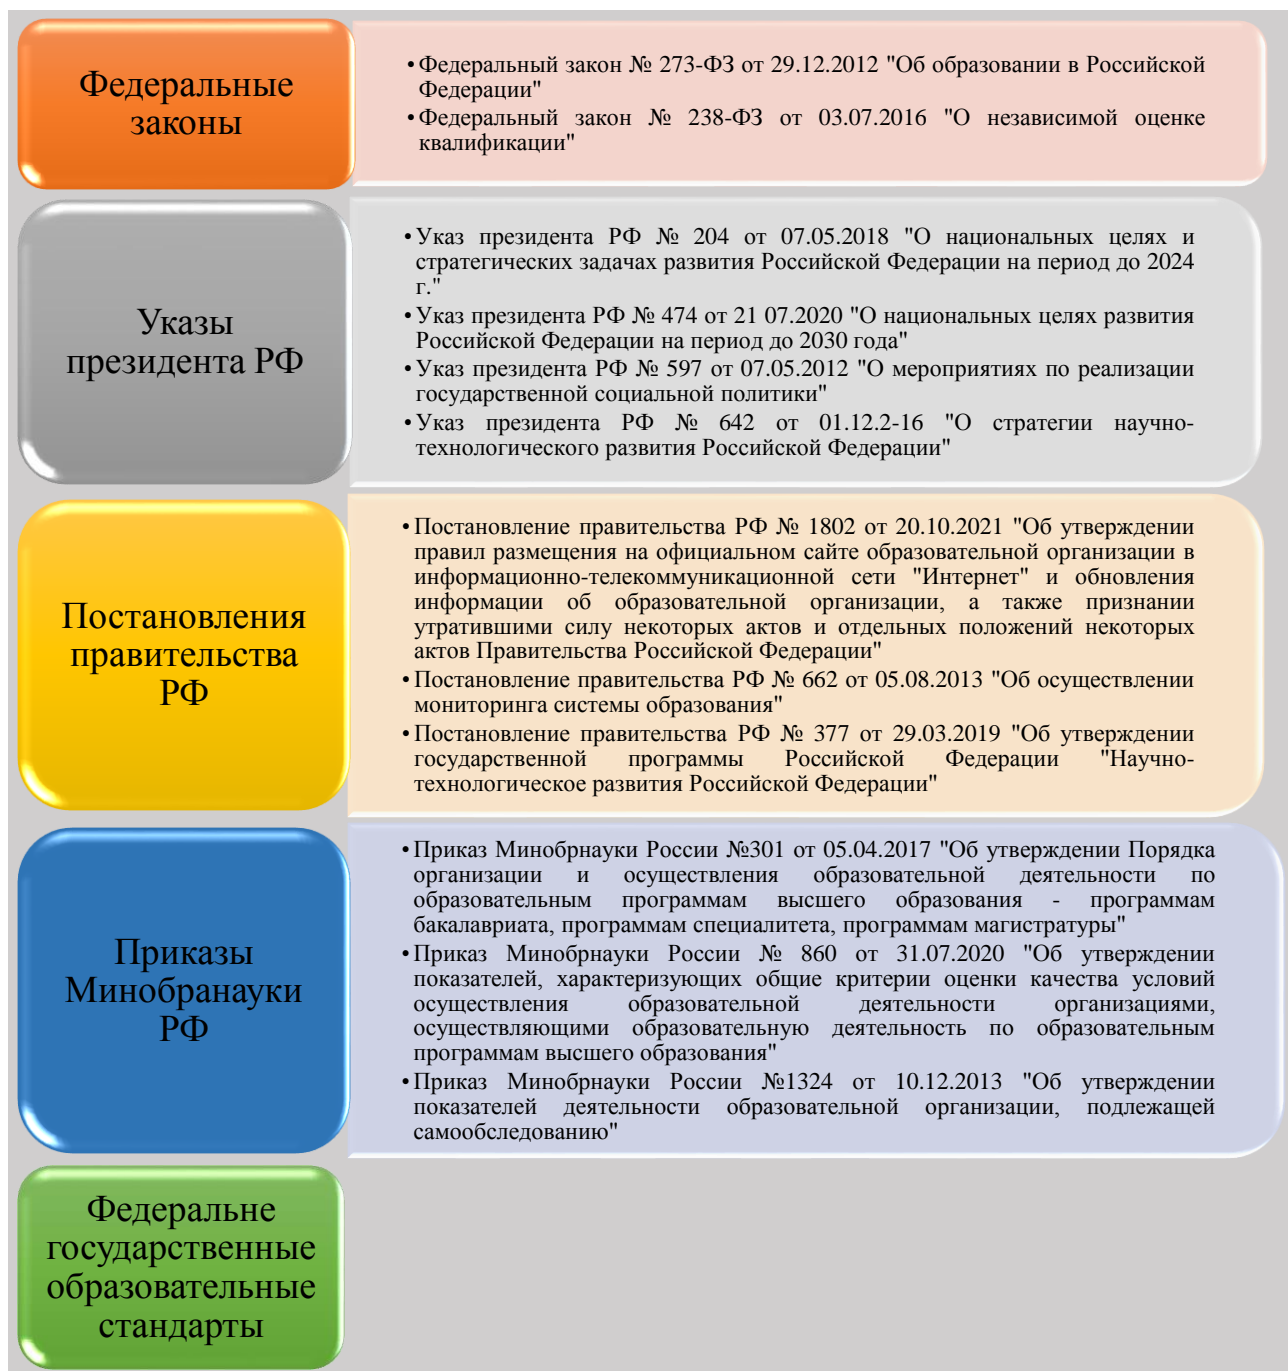 Федеральные
законы
•Федеральный закон № 273-ФЗ от 29.12.2012 "Об образовании в Российской
Федерации"
•Федеральный закон № 238-ФЗ от 03.07.2016 "О независимой оценке
квалификации"
Указы
президента РФ
•Указ президента РФ № 204 от 07.05.2018 "О национальных целях и
стратегических задачах развития Российской Федерации на период до 2024
г."
•Указ президента РФ № 474 от 21 07.2020 "О национальных целях развития
Российской Федерации на период до 2030 года"
•Указ президента РФ № 597 от 07.05.2012 "О мероприятиях по реализации
государственной социальной политики"
•Указ президента РФ № 642 от 01.12.2-16 "О стратегии научно-
технологического развития Российской Федерации"
Постановления
правительства
РФ
•Постановление правительства РФ № 1802 от 20.10.2021 "Об утверждении
правил размещения на официальном сайте образовательной организации в
информационно-телекоммуникационной сети "Интернет" и обновления
информации об образовательной организации, а также признании
утратившими силу некоторых актов и отдельных положений некоторых
актов Правительства Российской Федерации"
•Постановление правительства РФ № 662 от 05.08.2013 "Об осуществлении
мониторинга системы образования"
•Постановление правительства РФ № 377 от 29.03.2019 "Об утверждении
государственной программы Российской Федерации "Научно-
технологическое развития Российской Федерации"
Приказы
Минобранауки
РФ
•Приказ Минобрнауки России №301 от 05.04.2017 "Об утверждении Порядка
организации и осуществления образовательной деятельности по
образовательным программам высшего образования - программам
бакалавриата, программам специалитета, программам магистратуры"
•Приказ Минобрнауки России № 860 от 31.07.2020 "Об утверждении
показателей, характеризующих общие критерии оценки качества условий
осуществления образовательной деятельности организациями,
осуществляющими образовательную деятельность по образовательным
программам высшего образования"
•Приказ Минобрнауки России №1324 от 10.12.2013 "Об утверждении
показателей деятельности образовательной организации, подлежащей
самообследованию"
Федеральне
государственные
образовательные
стандарты